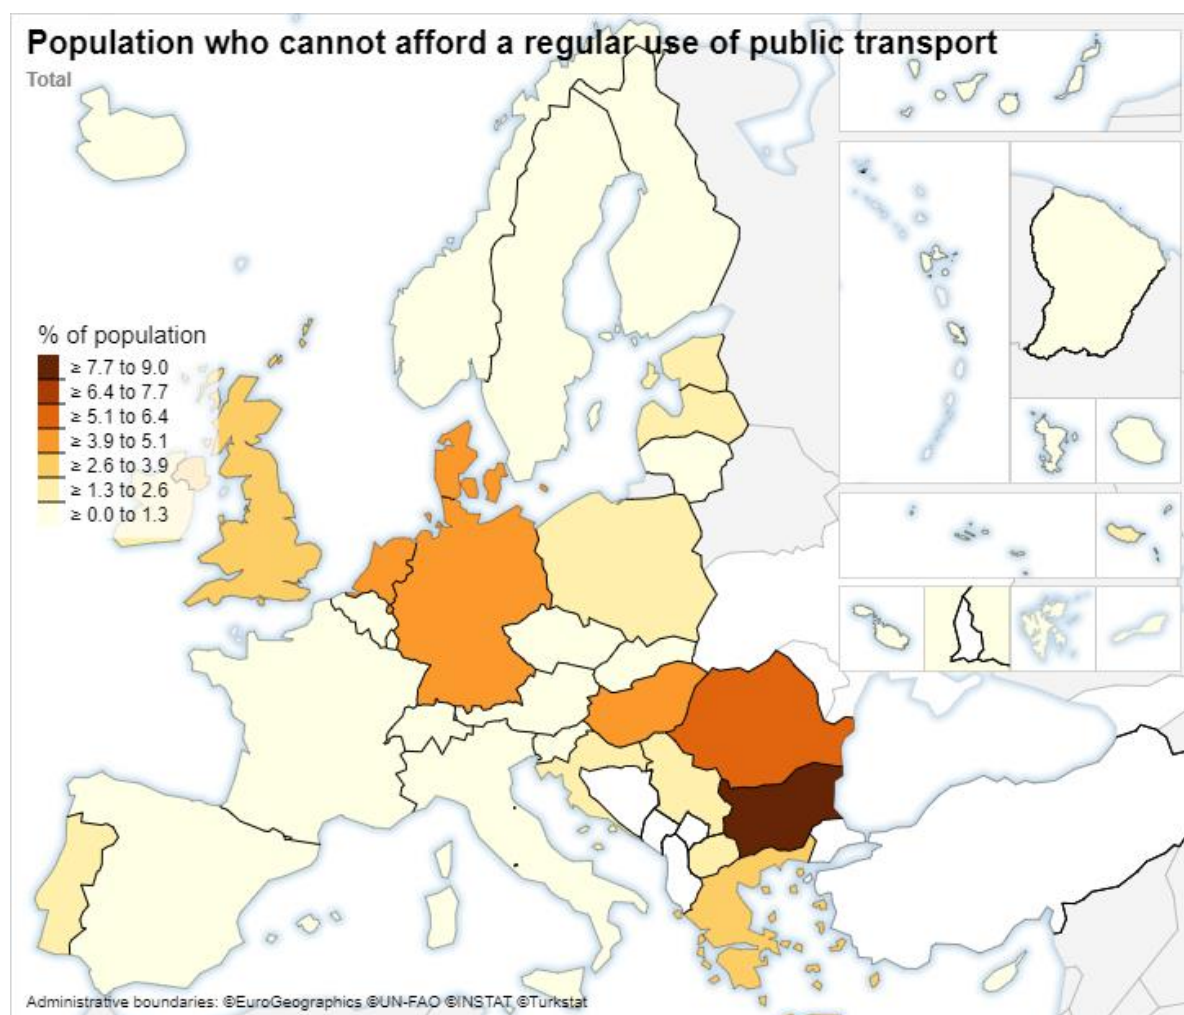 Population who cannot afford a regular use of public transport
Total
% of population
≥ 7.7 to 9.0
≥ 6.4 to 7.7
≥ 5.1 to 6.4
≥ 3.9 to 5.1
≥ 2.6 to 3.9
≥ 1.3 to 2.6
≥ 0.0 to 1.3
Administrative boundaries: ©EuroGeographics ©UN-FAO ©INSTAT ©Turkstat